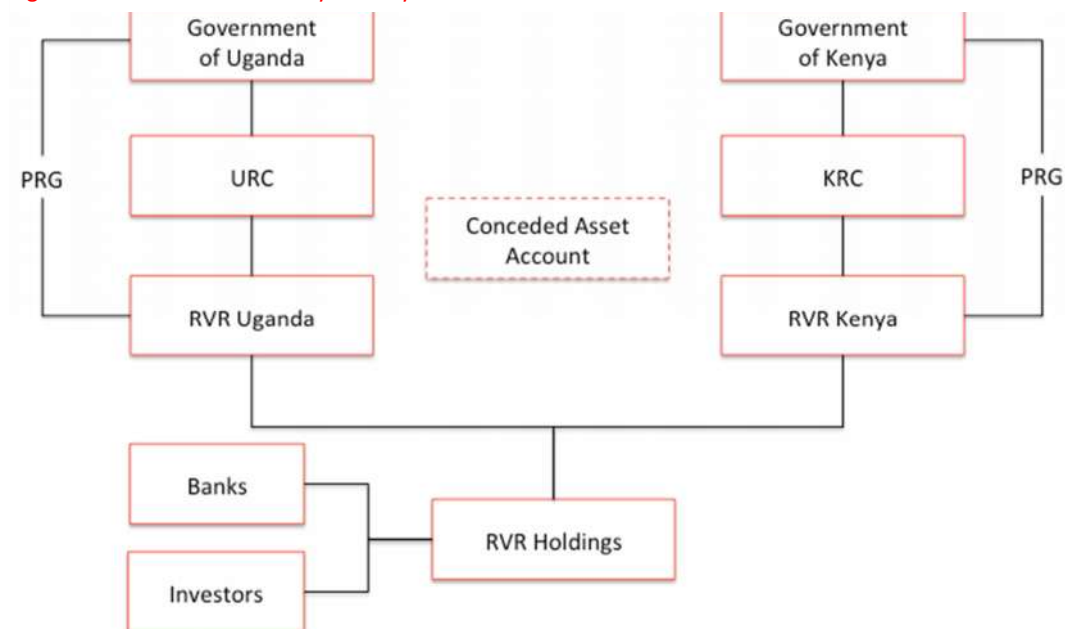 Government
of Uganda
Government
of Kenya
PRG
URC
KRC
PRG
Conceded Asset
Account
RVR Uganda
RVR Kenya
Banks
RVR Holdings
Investors